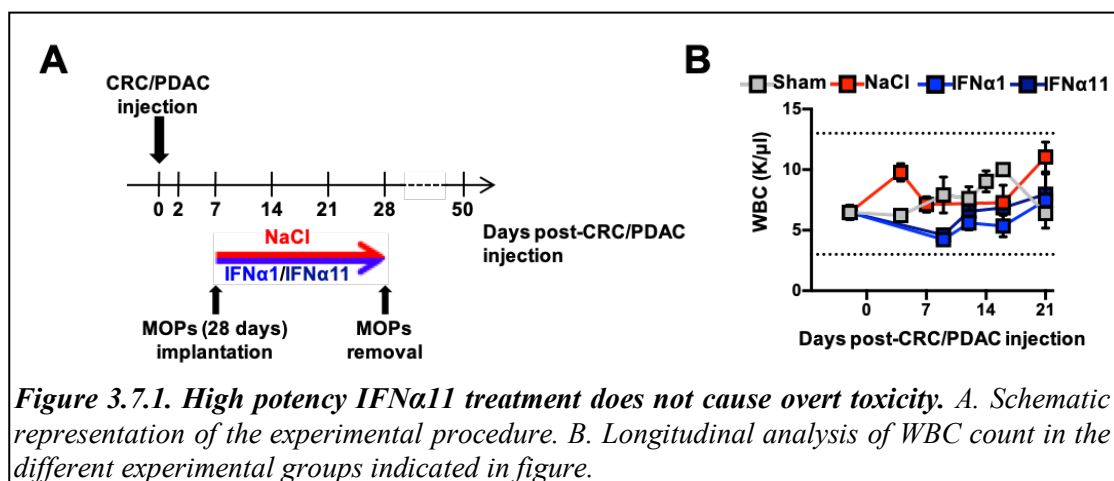 A
CRC/PDAC
injection
0 2 7 14 21 28 50
Days post-CRC/PDAC
injection
NaCl
IFNα1/IFNα11
MOPs (28 days)
implantation
MOPs
removal
B
Sham NaCl IFNα1 IFNα11
WBC (K/µl)
15
10
5
0
0 7 14 21
Days post-CRC/PDAC injection
Figure 3.7.1. High potency IFNα11 treatment does not cause overt toxicity. A. Schematic
representation of the experimental procedure. B. Longitudinal analysis of WBC count in the
different experimental groups indicated in figure.